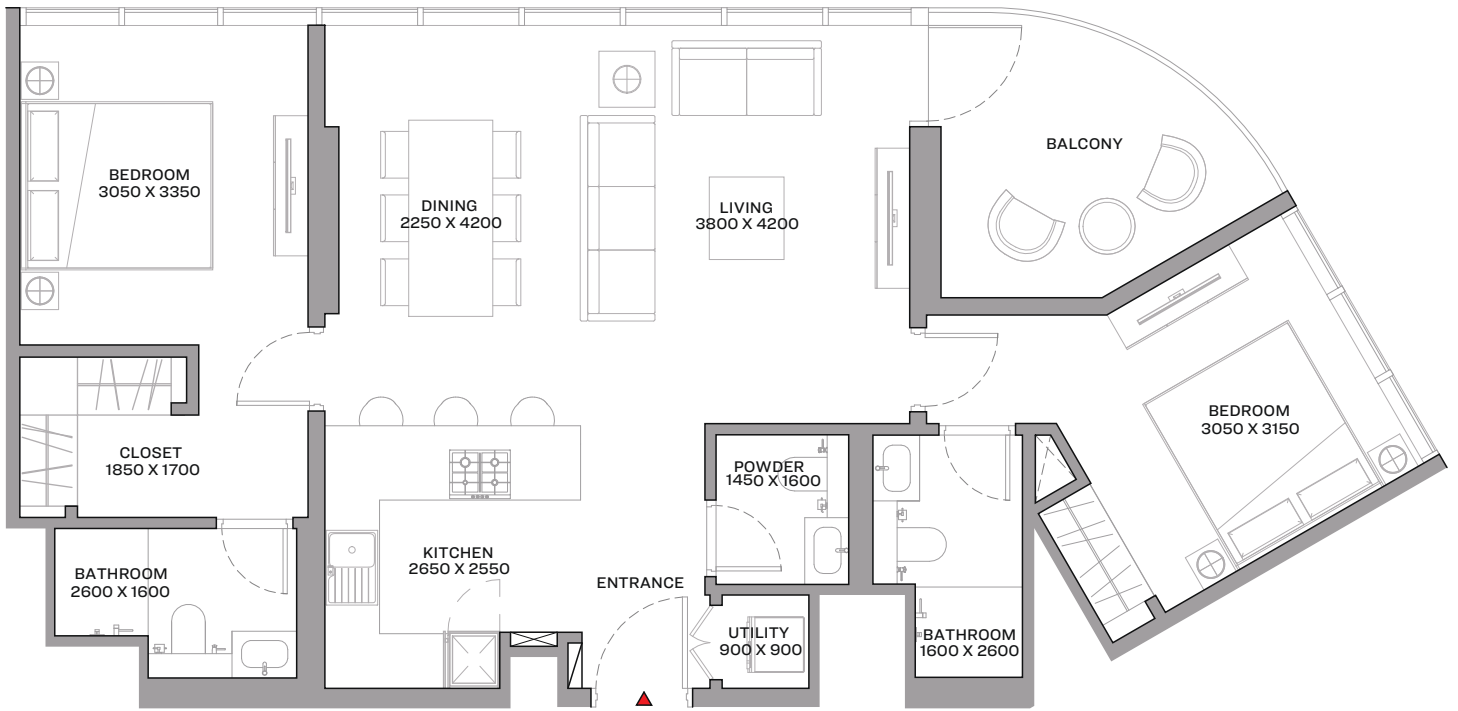 BEDROOM
3050 X 3350
DINING
2250 X 4200
LIVING
3800 X 4200
BALCONY
BEDROOM
3050 X 3150
CLOSET
1850 X 1700
POWDER
1450 X 1600
KITCHEN
2650 X 2550
ENTRANCE
BATHROOM
2600 X 1600
UTILITY
900 X 900
BATHROOM
1600 X 2600